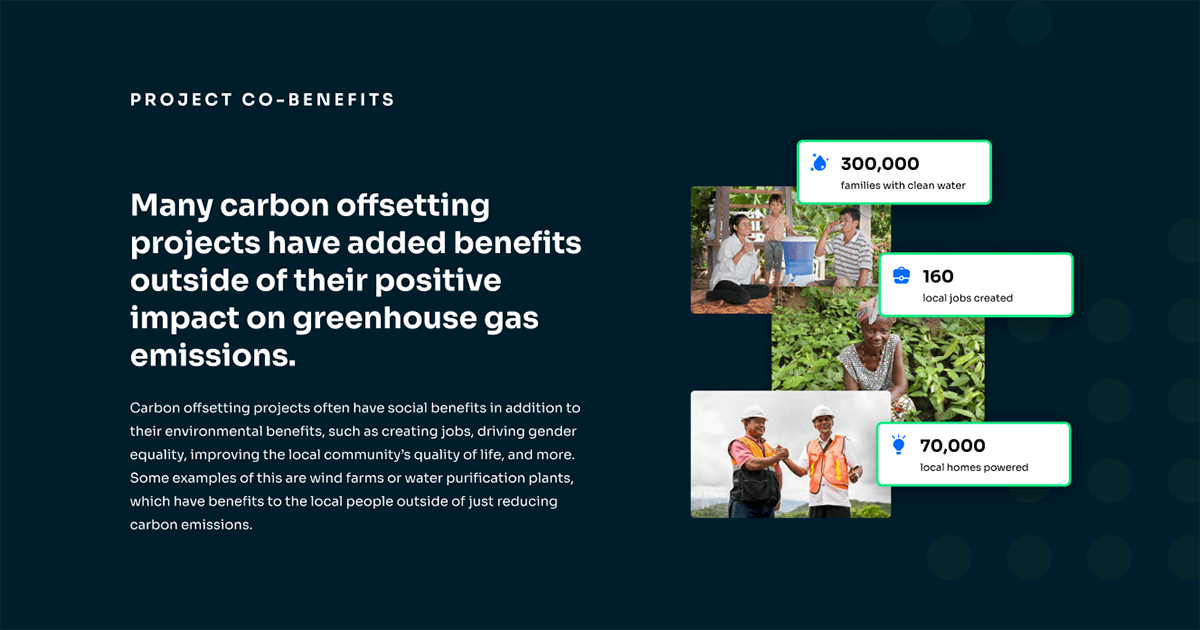 PROJECT CO-BENEFITS
Many carbon offsetting
projects have added benefits
outside of their positive
impact on greenhouse gas
emissions.
Carbon offsetting projects often have social benefits in addition to
their environmental benefits, such as creating jobs, driving gender
equality, improving the local community’s quality of life, and more.
Some examples of this are wind farms or water purification plants,
which have benefits to the local people outside of just reducing
carbon emissions.
300,000
families with clean water
160
local jobs created
70,000
local homes powered